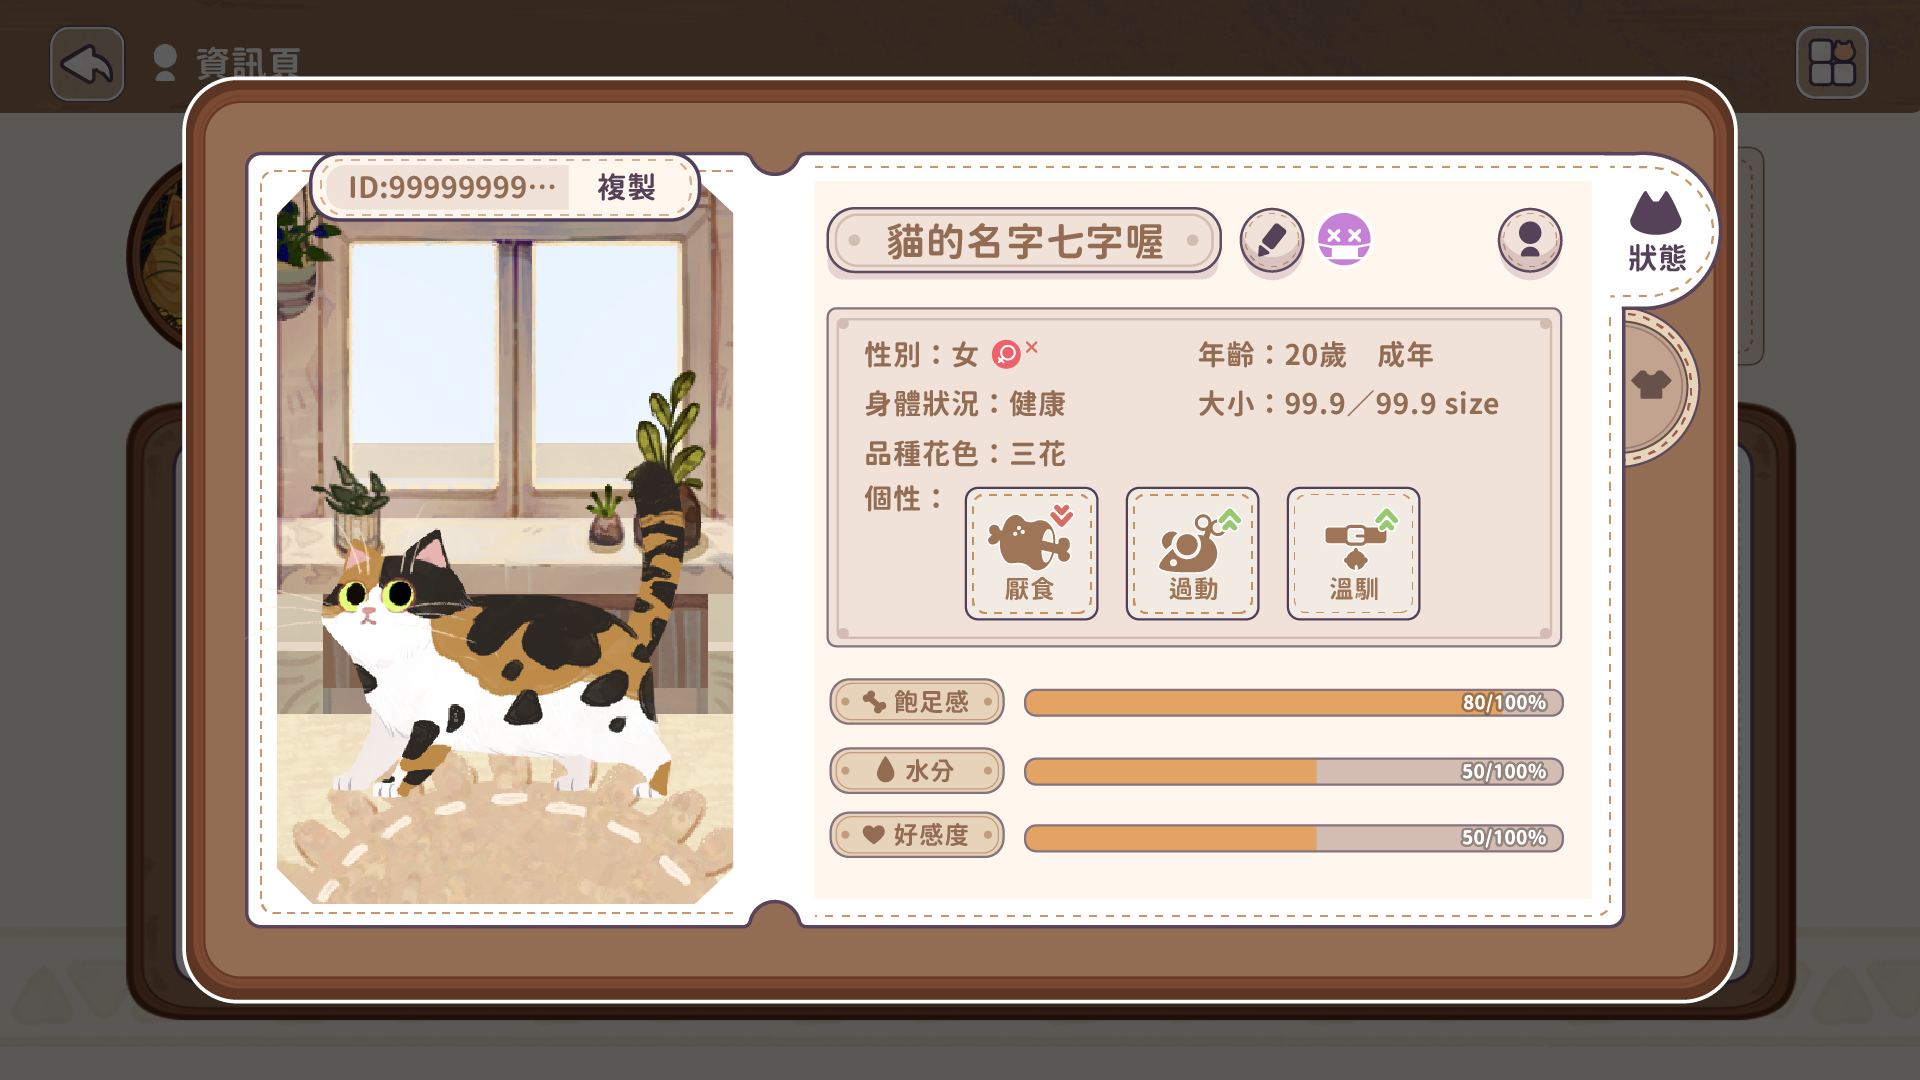 資訊頁
ID:99999999⋯
複製
貓的名字七字喔
狀態
性別：女
年齡：20歲 成年
身體狀況：健康
大小：99.9／99.9 size
品種花色：三花
個性：
厭食
過動
溫馴
飽足感
80/100%
水分
50/100%
好感度
50/100%